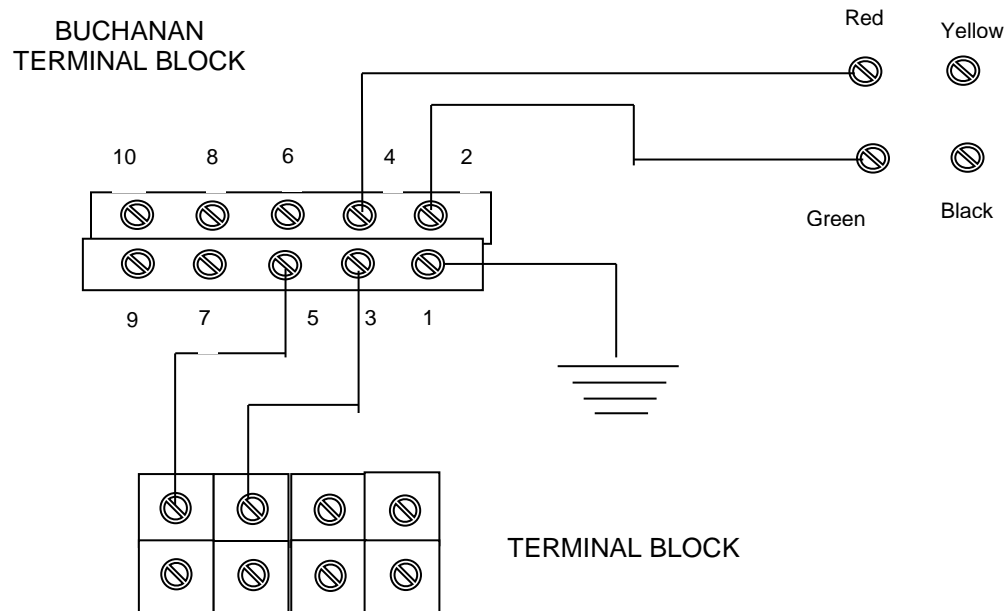 BUCHANAN
TERMINAL BLOCK
Red
Yellow
10 8 6 4 2
Green
Black
9 7 5 3 1
TERMINAL BLOCK